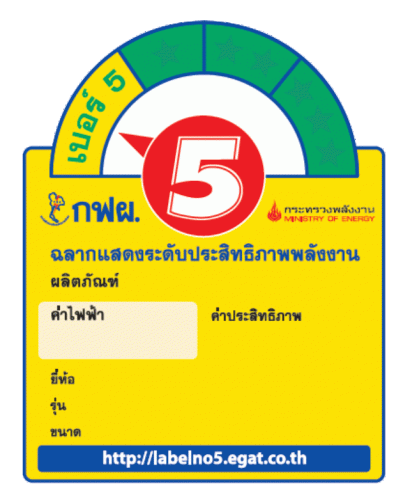 เบอร์ 5
5
กฟผ.
กระทรวงพลังงาน
MINISTRY OF ENERGY
ฉลากแสดงระดับประสิทธิภาพพลังงาน
ผลิตภัณฑ์
ค่าไฟฟ้า
ค่าประสิทธิภาพ
ยี่ห้อ
รุ่น
ขนาด
http://labelno5.egat.co.th